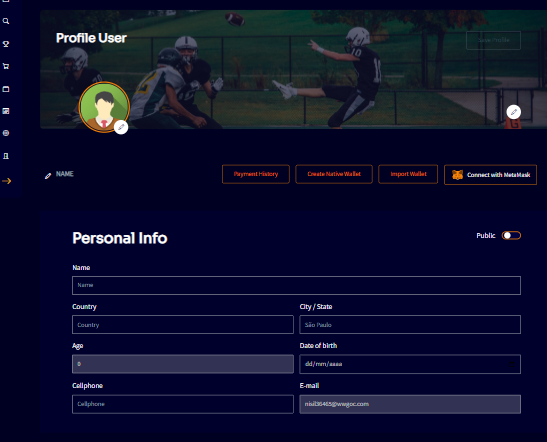 Profile User
Save Profile
NAME
Payment History
Create Native Wallet
Import Wallet
Connect with MetaMask
Personal Info
Public
Name
Name
Country
City / State
Country
São Paulo
Age
Date of birth
0
dd/mm/aaaa
Cellphone
E-mail
Cellphone
nisil36465@wwgoc.com